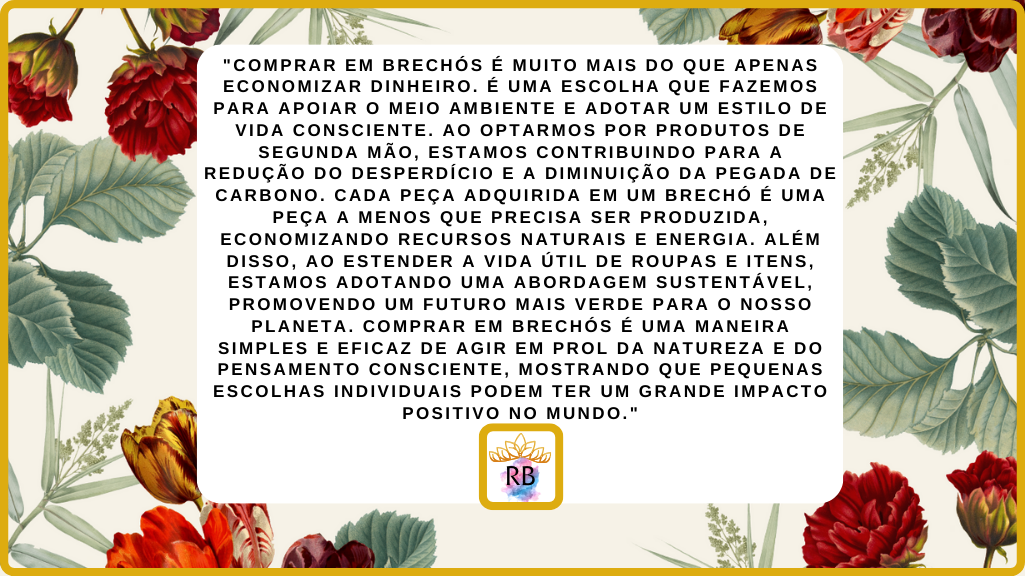 "COMPRAR EM BRECHÓS É MUITO MAIS DO QUE APENAS
ECONOMIZAR DINHEIRO. É UMA ESCOLHA QUE FAZEMOS
PARA APOIAR O MEIO AMBIENTE E ADOTAR UM ESTILO DE
VIDA CONSCIENTE. AO OPTARMOS POR PRODUTOS DE
SEGUNDA MÃO, ESTAMOS CONTRIBUINDO PARA A
REDUÇÃO DO DESPERDÍCIO E A DIMINUIÇÃO DA PEGADA DE
CARBONO. CADA PEÇA ADQUIRIDA EM UM BRECHÓ É UMA
PEÇA A MENOS QUE PRECISA SER PRODUZIDA,
ECONOMIZANDO RECURSOS NATURAIS E ENERGIA. ALÉM
DISSO, AO ESTENDER A VIDA ÚTIL DE ROUPAS E ITENS,
ESTAMOS ADOTANDO UMA ABORDAGEM SUSTENTÁVEL,
PROMOVENDO UM FUTURO MAIS VERDE PARA O NOSSO
PLANETA. COMPRAR EM BRECHÓS É UMA MANEIRA
SIMPLES E EFICAZ DE AGIR EM PROL DA NATUREZA E DO
PENSAMENTO CONSCIENTE, MOSTRANDO QUE PEQUENAS
ESCOLHAS INDIVIDUAIS PODEM TER UM GRANDE IMPACTO
POSITIVO NO MUNDO."
RB